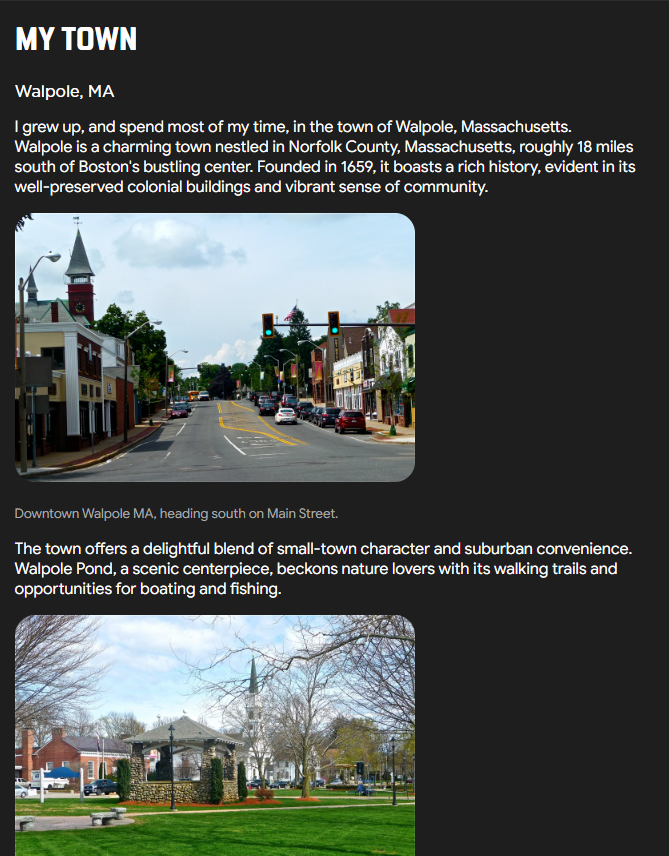 MY TOWN
Walpole, MA
I grew up, and spend most of my time, in the town of Walpole, Massachusetts.
Walpole is a charming town nestled in Norfolk County, Massachusetts, roughly 18 miles
south of Boston's bustling center. Founded in 1659, it boasts a rich history, evident in its
well-preserved colonial buildings and vibrant sense of community.
Downtown Walpole MA, heading south on Main Street.
The town offers a delightful blend of small-town character and suburban convenience.
Walpole Pond, a scenic centerpiece, beckons nature lovers with its walking trails and
opportunities for boating and fishing.